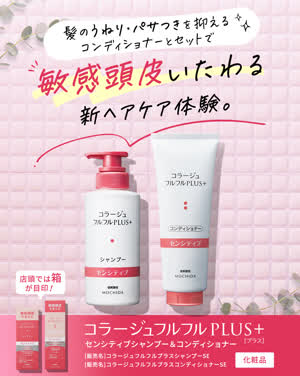 髪のうねり・パサつきを抑える
コンディショナーとセットで
敏感頭皮いたわる
新ヘアケア体験。
コラージュ
フルフルPLUS+
シャンプー
センシティブ
MOCHIDA
コラージュ
フルフルPLUS+
コンディショナー
センシティブ
MOCHIDA
店頭では箱
が目印!
コラージュフルフルPLUS+
[プラス]
センシティブシャンプー&コンディショナー
[販売名]コラージュフルフルプラスシャンプーSE
[販売名]コラージュフルフルプラスコンディショナーSE
化粧品